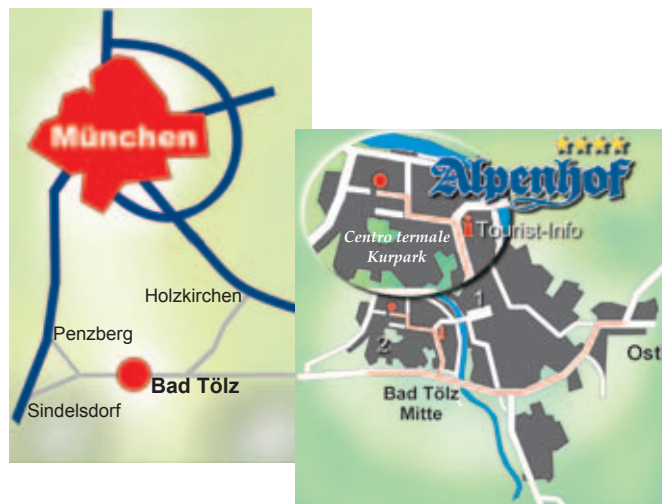 München
Holzkirchen
Penzberg
Bad Tölz
Sindelsdorf
Alpenhof
Centro termale
Kurpark
i Tourist-Info
1
2
i
Ost
Bad Tölz
Mitte